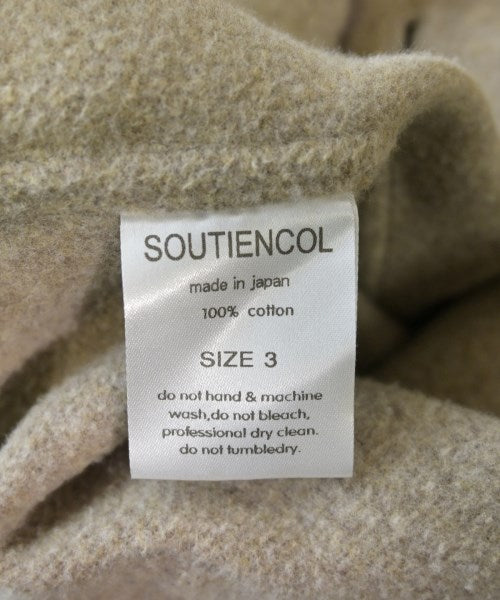 SOUTIENCOL
made in japan
100% cotton
SIZE 3
do not hand & machine
wash,do not bleach,
professional dry clean.
do not tumbledry.